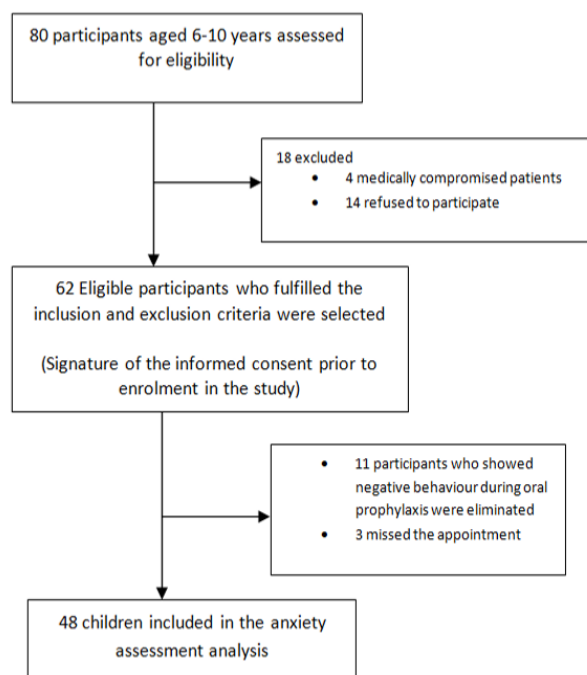 80 participants aged 6-10 years assessed
for eligibility
18 excluded
• 4 medically compromised patients
• 14 refused to participate
62 Eligible participants who fulfilled the
inclusion and exclusion criteria were selected
(Signature of the informed consent prior to
enrolment in the study)
• 11 participants who showed
negative behaviour during oral
prophylaxis were eliminated
• 3 missed the appointment
48 children included in the anxiety
assessment analysis